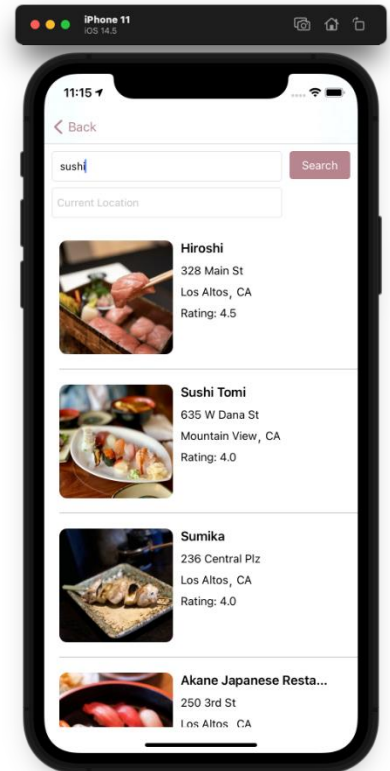 iPhone 11
iOS 14.5
11:15
Back
sushi
Search
Current Location
Hiroshi
328 Main St
Los Altos, CA
Rating: 4.5
Sushi Tomi
635 W Dana St
Mountain View, CA
Rating: 4.0
Sumika
236 Central Plz
Los Altos, CA
Rating: 4.0
Akane Japanese Resta...
250 3rd St
Los Altos, CA